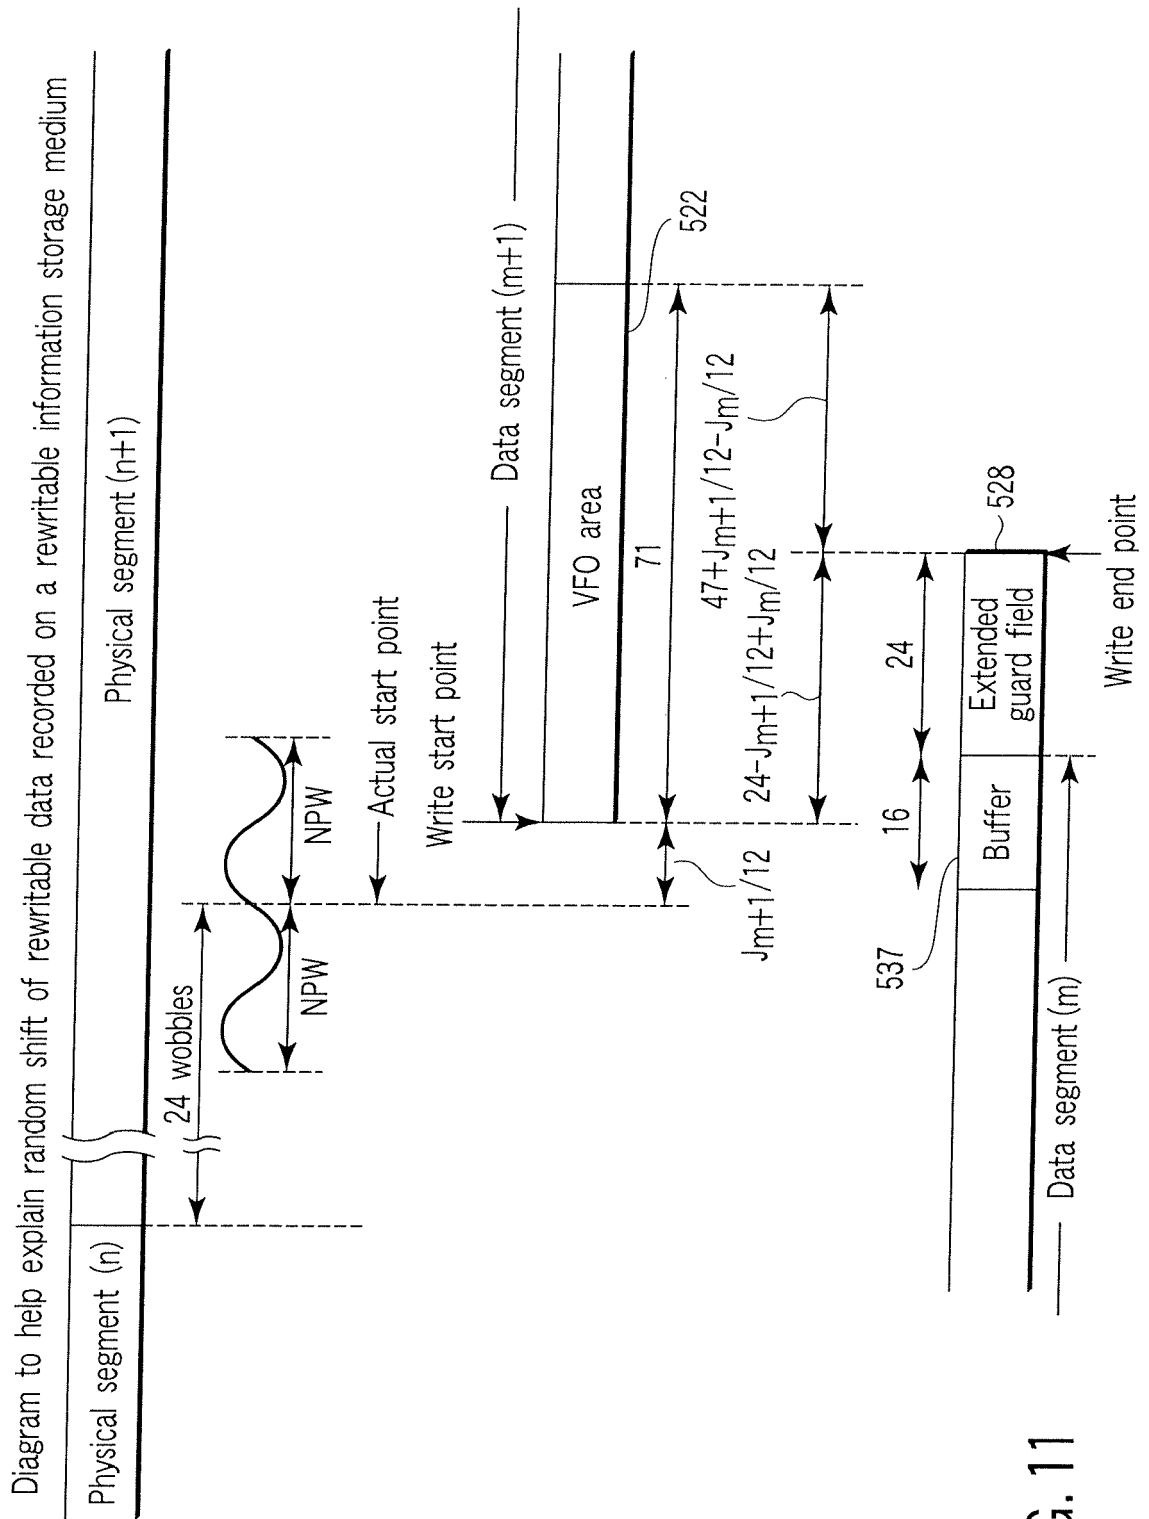 Diagram to help explain random shift of rewritable data recorded on a rewritable information storage medium
Physical segment (n)
Physical segment (n+1)
24 wobbles
NPW
NPW
Actual start point
Write start point
Data segment (m+1)
VFO area
522
71
Jm+1/12
24-Jm+1/12+Jm/12
47+Jm+1/12-Jm/12
16
24
537
Buffer
Extended
guard field
528
Data segment (m)
Write end point
G. 11